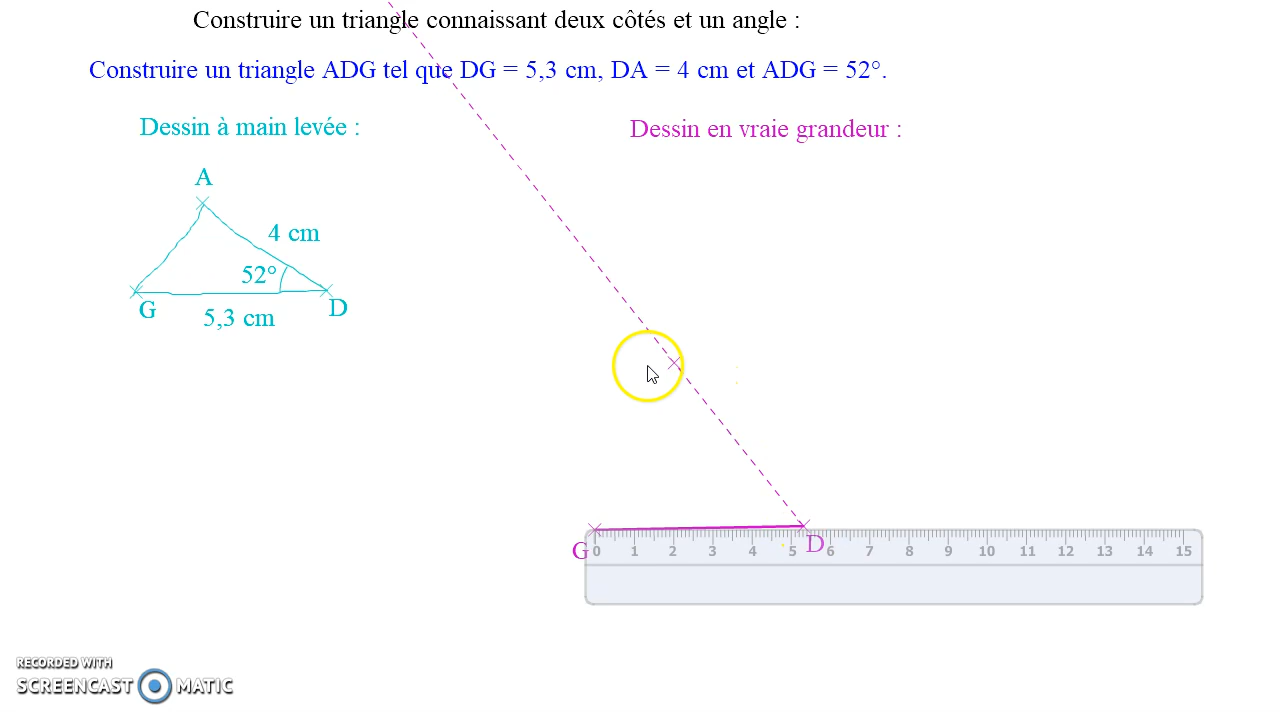 Construire un triangle connaissant deux côtés et un angle :
Construire un triangle ADG tel que DG = 5,3 cm, DA = 4 cm et ADG = 52°.
Dessin à main levée :
Dessin en vraie grandeur :
A
4 cm
52°
G
D
5,3 cm
G
D
0 1 2 3 4 5 6 7 8 9 10 11 12 13 14 15
RECORDED WITH
SCREENCAST MATIC